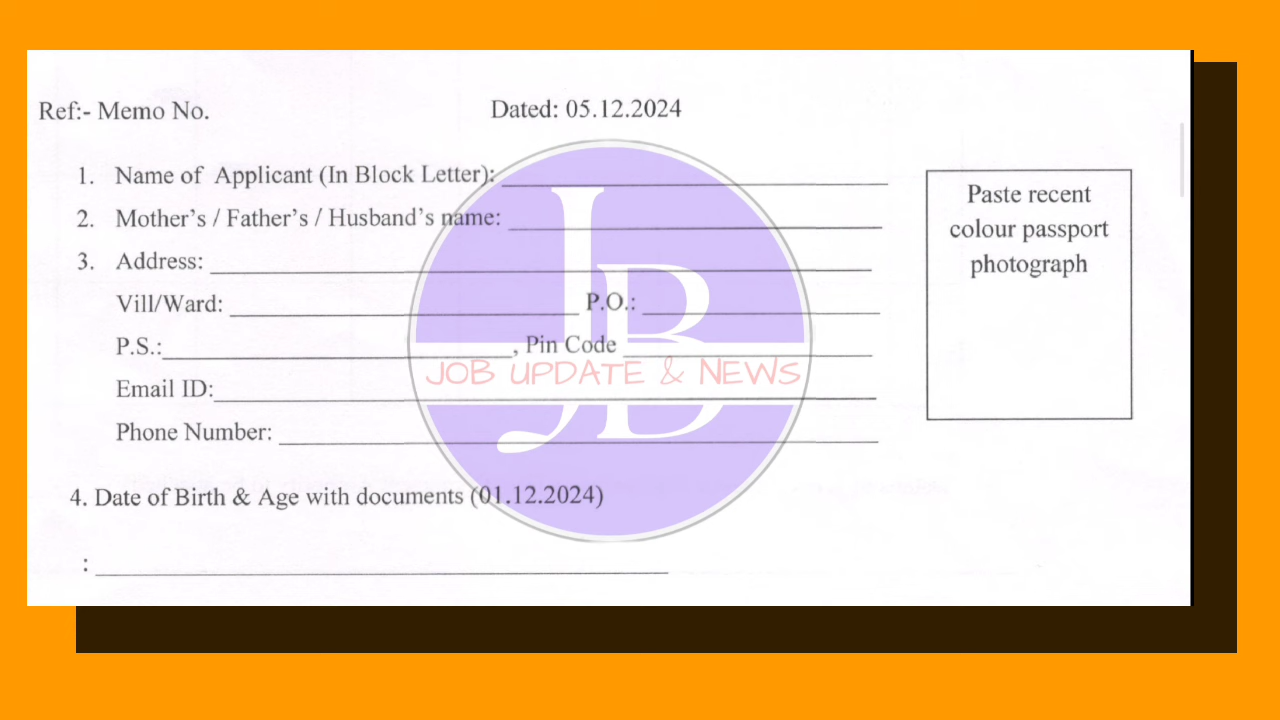 Ref:- Memo No. Dated: 05.12.2024
1. Name of Applicant (In Block Letter):
Paste recent
colour passport
photograph
2. Mother's / Father's / Husband's name:
3. Address:
Vill/Ward: P.O.:
P.S.: , Pin Code
JOB UPDATE & NEWS
Email ID:
Phone Number:
4. Date of Birth & Age with documents (01.12.2024)
:
JB